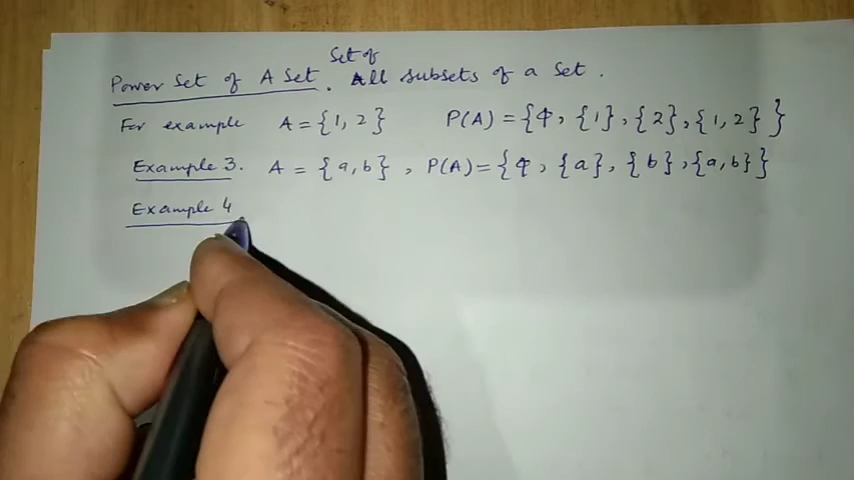 Set of
Power Set of A Set. All subsets of a Set.
For example A = {1, 2} P(A) = {Φ, {1}, {2}, {1, 2}}
Example 3. A = {a, b}, P(A) = {Φ, {a}, {b}, {a, b}}
Example 4